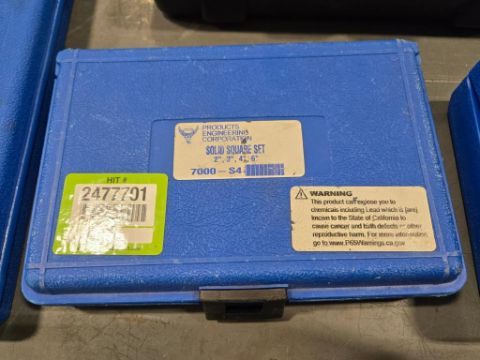 PRODUCTS
ENGINEERING
CORPORATION
SOLID SQUARE SET
2", 3", 4", 6"
7000-S4
HIT #
2477701
WARNING
This product can expose you to
chemicals including Lead which is (are)
known to the State of California to
cause cancer and birth defects or other
reproductive harm. For more information
go to www.P65Warnings.ca.gov